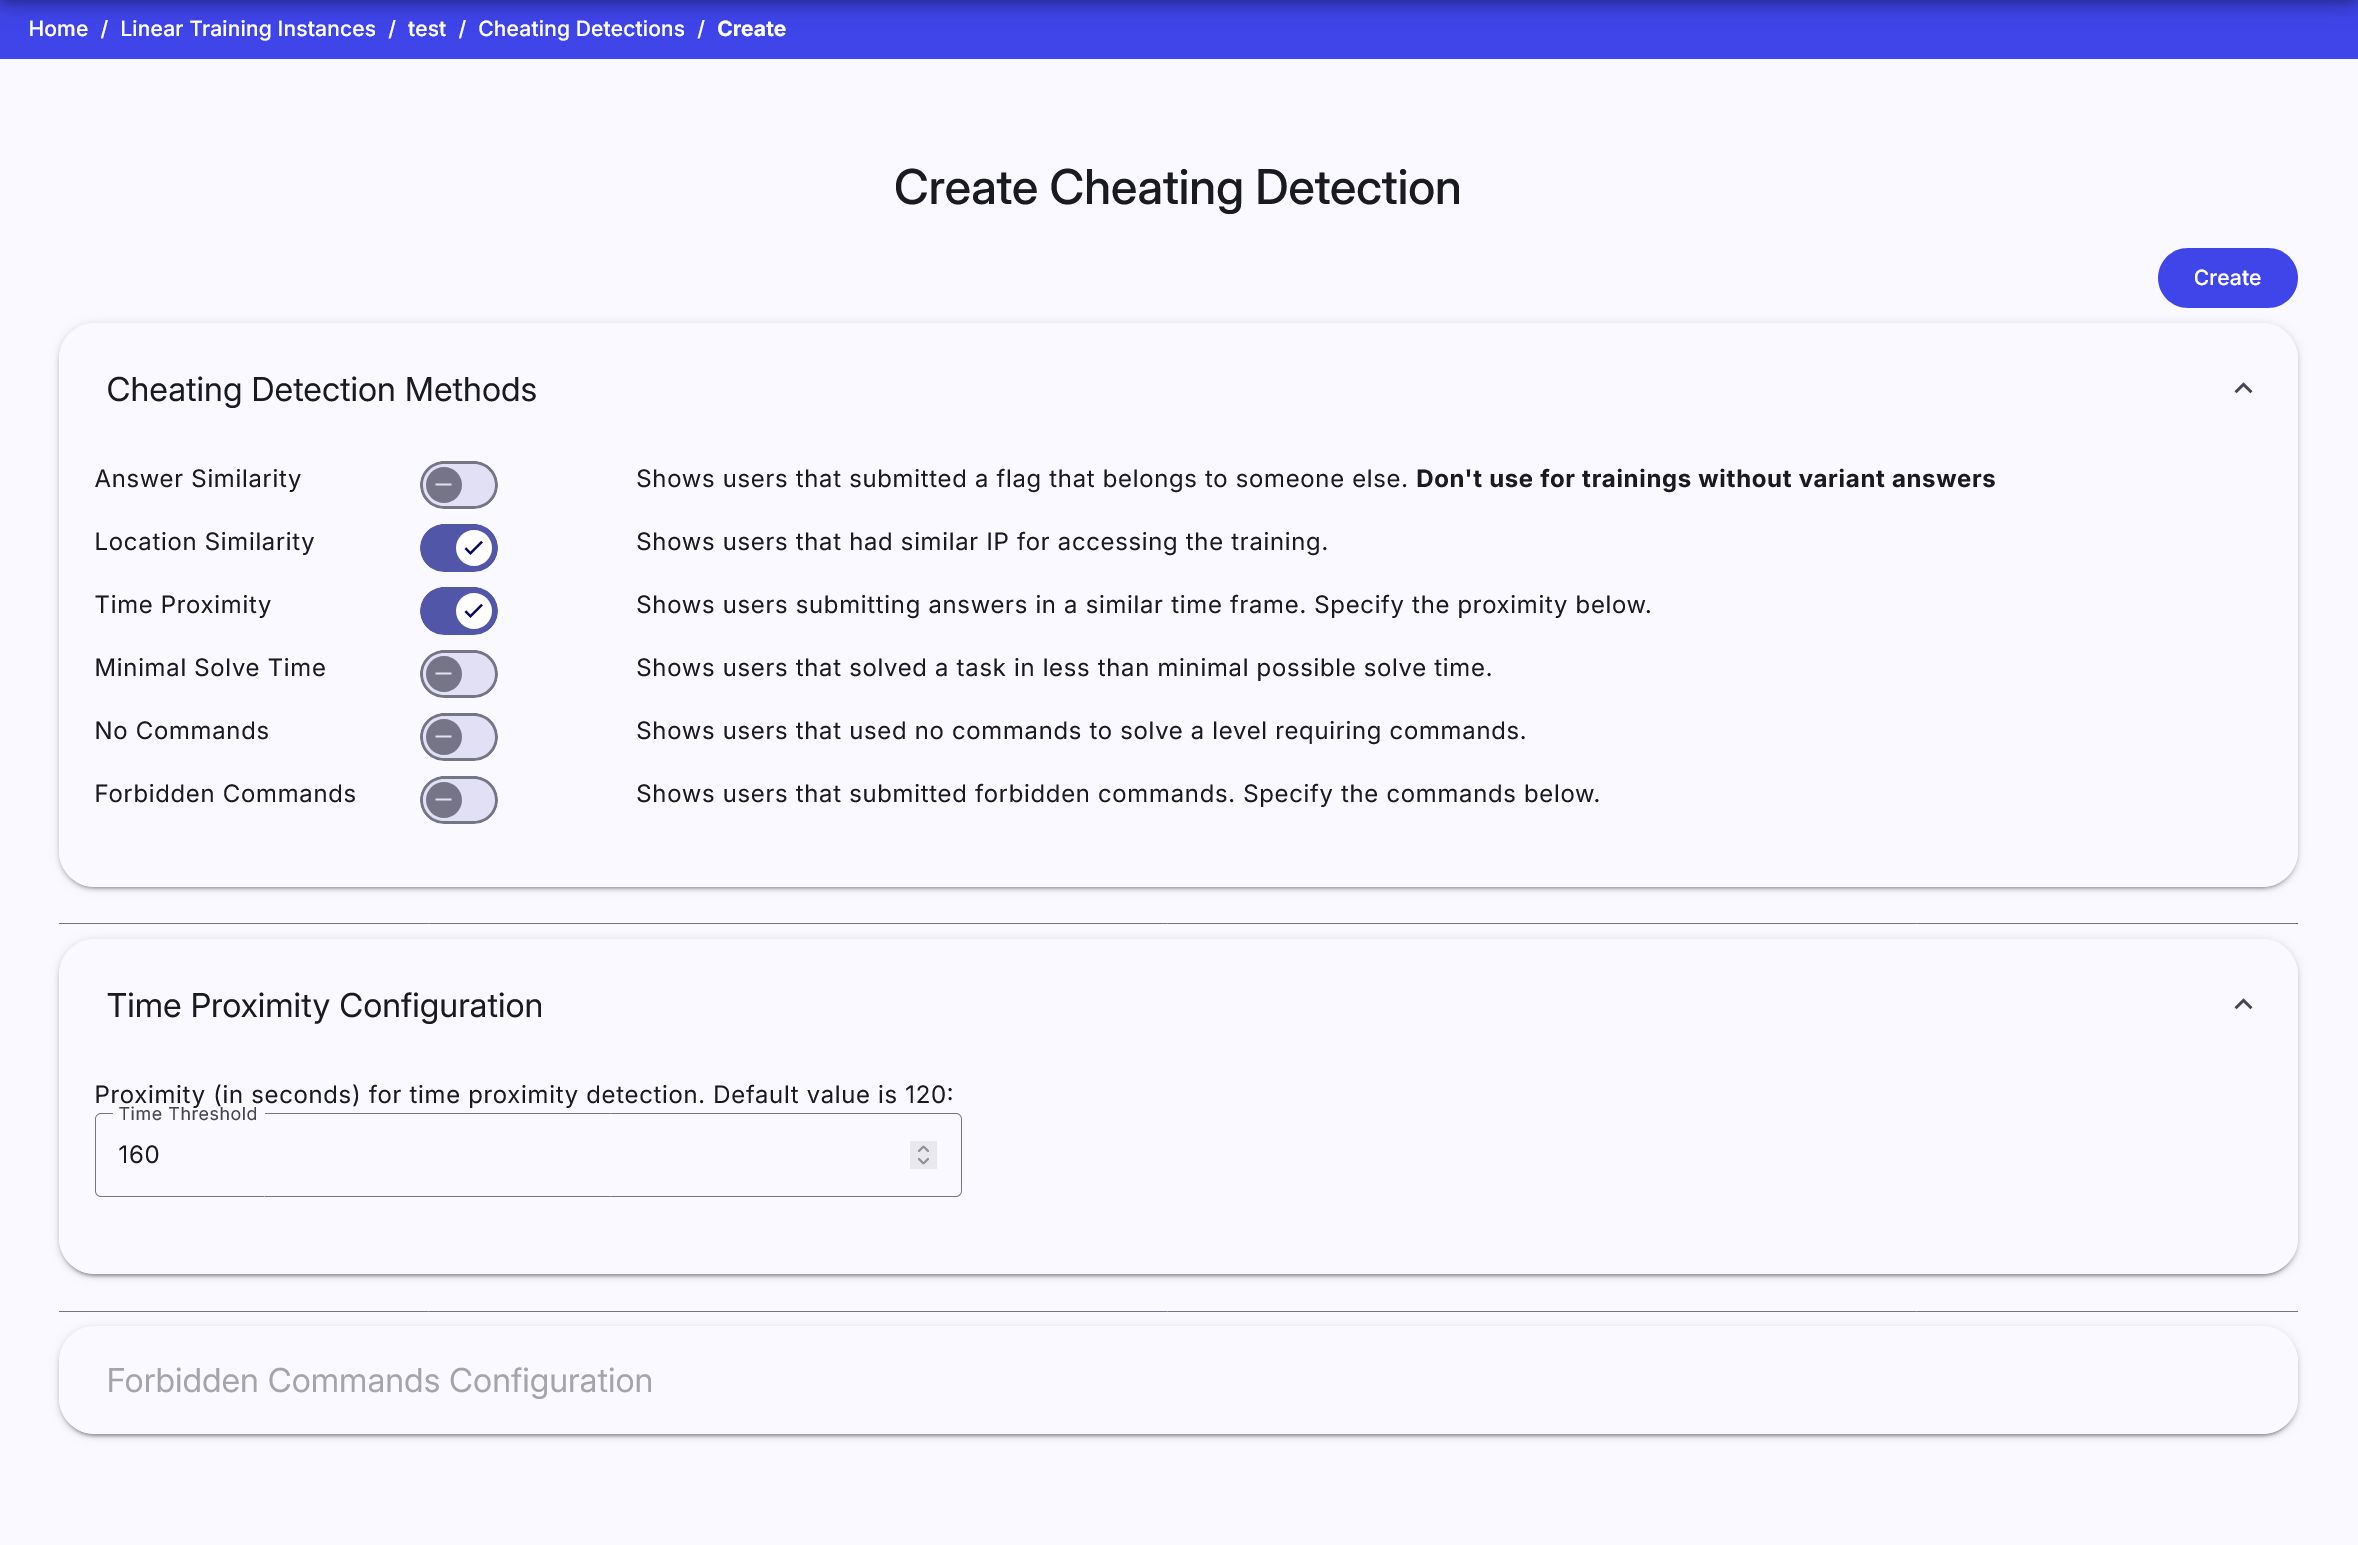 Home / Linear Training Instances / test / Cheating Detections / Create
Create Cheating Detection
Create
Cheating Detection Methods
Answer Similarity Shows users that submitted a flag that belongs to someone else. Don't use for trainings without variant answers
Location Similarity Shows users that had similar IP for accessing the training.
Time Proximity Shows users submitting answers in a similar time frame. Specify the proximity below.
Minimal Solve Time Shows users that solved a task in less than minimal possible solve time.
No Commands Shows users that used no commands to solve a level requiring commands.
Forbidden Commands Shows users that submitted forbidden commands. Specify the commands below.
Time Proximity Configuration
Proximity (in seconds) for time proximity detection. Default value is 120:
Time Threshold
160
Forbidden Commands Configuration